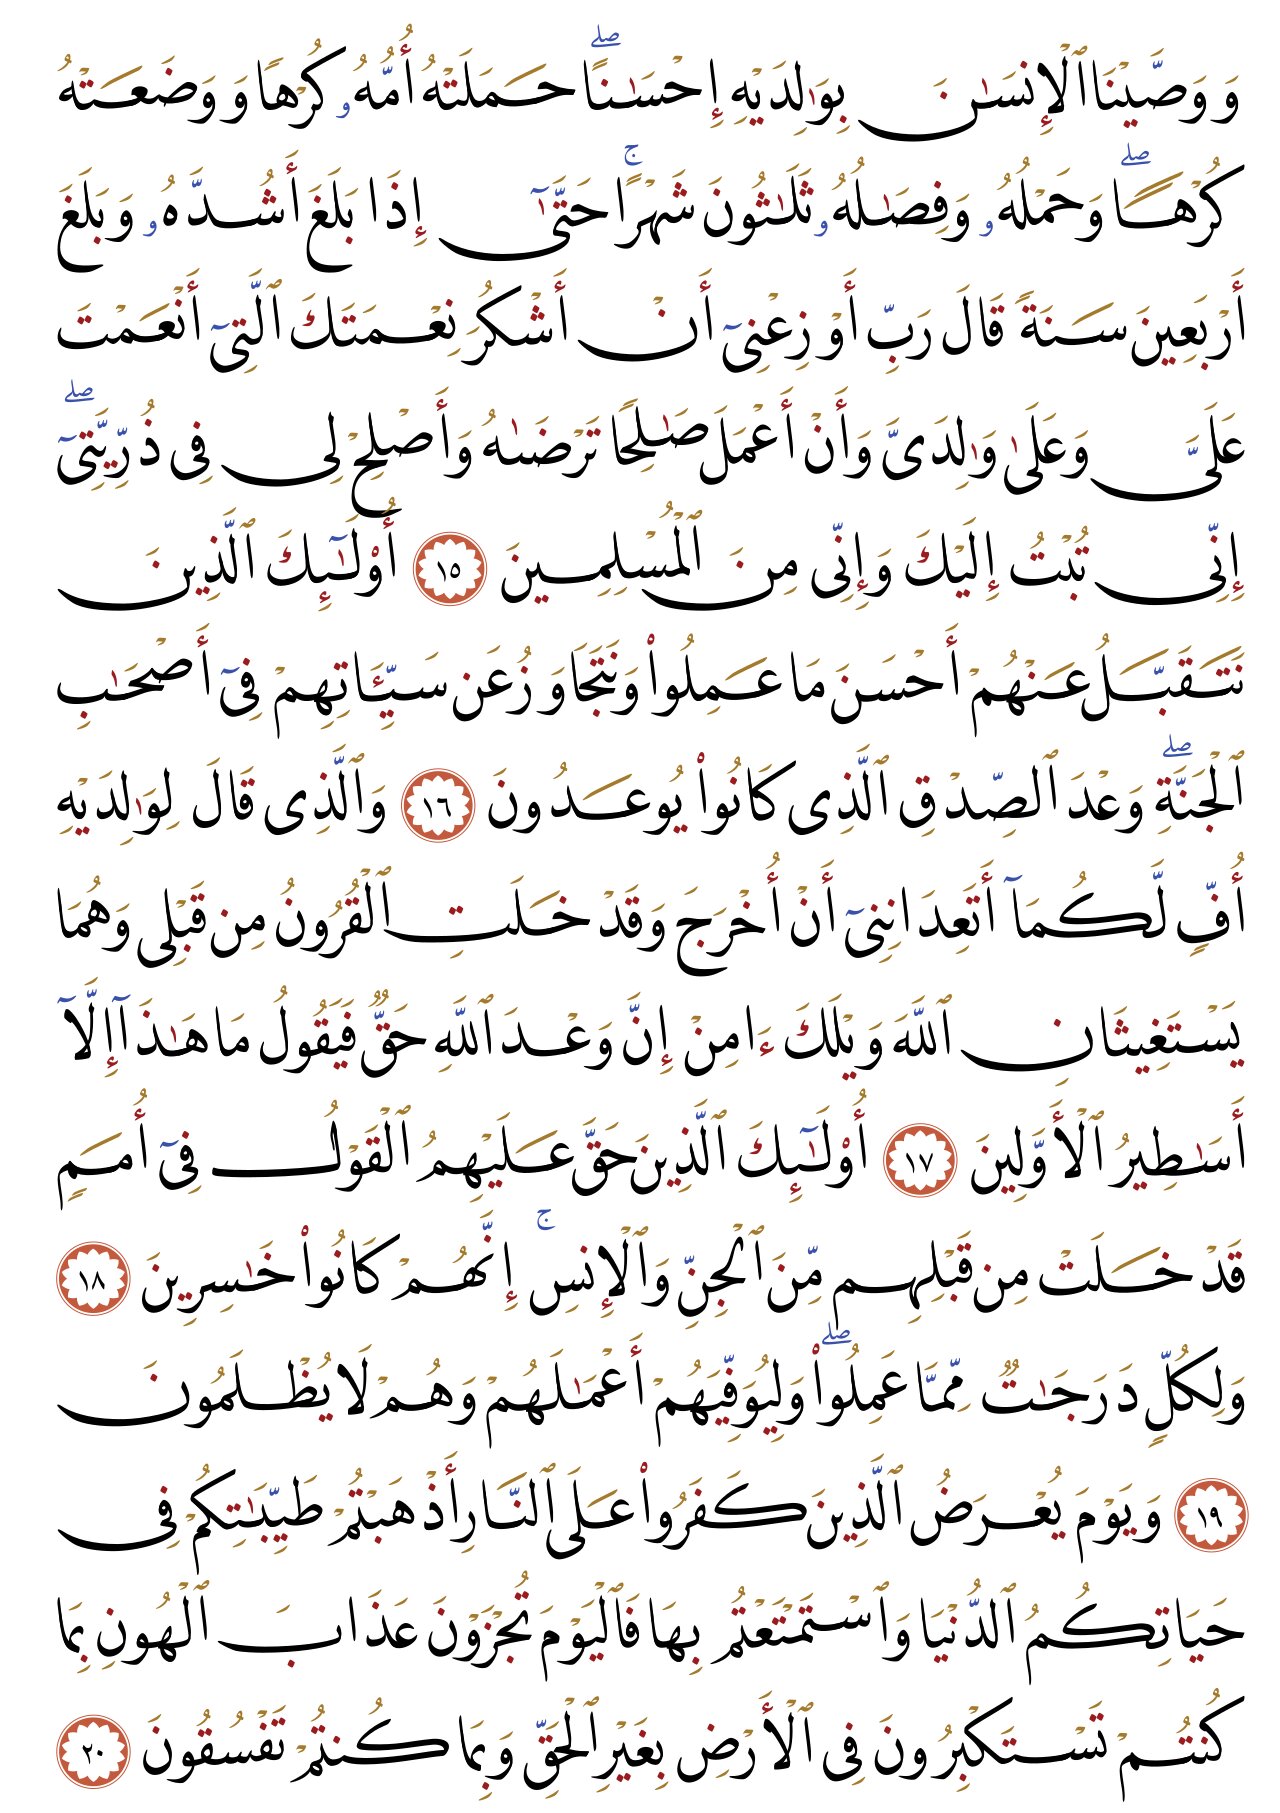 وَوَصَّيْنَا ٱلْإِنسَـٰنَ بِوَٰلِدَيْهِ إِحْسَـٰنًا ۖ حَمَلَتْهُ أُمُّهُۥ كُرْهًا وَوَضَعَتْهُ
كُرْهًا ۖ وَحَمْلُهُۥ وَفِصَـٰلُهُۥ ثَلَـٰثُونَ شَهْرًا ۚ حَتَّىٰٓ إِذَا بَلَغَ أَشُدَّهُۥ وَبَلَغَ
أَرْبَعِينَ سَنَةً قَالَ رَبِّ أَوْزِعْنِىٓ أَنْ أَشْكُرَ نِعْمَتَكَ ٱلَّتِىٓ أَنْعَمْتَ
عَلَىَّ وَعَلَىٰ وَٰلِدَىَّ وَأَنْ أَعْمَلَ صَـٰلِحًا تَرْضَىٰهُ وَأَصْلِحْ لِى فِى ذُرِّيَّتِىٓ ۖ
إِنِّى تُبْتُ إِلَيْكَ وَإِنِّى مِنَ ٱلْمُسْلِمِينَ ١٥ أُو۟لَـٰٓئِكَ ٱلَّذِينَ
نَتَقَبَّلُ عَنْهُمْ أَحْسَنَ مَا عَمِلُوا۟ وَنَتَجَاوَزُ عَن سَيِّـَٔاتِهِمْ فِىٓ أَصْحَـٰبِ
ٱلْجَنَّةِ ۖ وَعْدَ ٱلصِّدْقِ ٱلَّذِى كَانُوا۟ يُوعَدُونَ ١٦ وَٱلَّذِى قَالَ لِوَٰلِدَيْهِ
أُفٍّ لَّكُمَآ أَتَعِدَانِنِىٓ أَنْ أُخْرَجَ وَقَدْ خَلَتِ ٱلْقُرُونُ مِن قَبْلِى وَهُمَا
يَسْتَغِيثَانِ ٱللَّهَ وَيْلَكَ ءَامِنْ إِنَّ وَعْدَ ٱللَّهِ حَقٌّ فَيَقُولُ مَا هَـٰذَآ إِلَّآ
أَسَـٰطِيرُ ٱلْأَوَّلِينَ ١٧ أُو۟لَـٰٓئِكَ ٱلَّذِينَ حَقَّ عَلَيْهِمُ ٱلْقَوْلُ فِىٓ أُمَمٍ
قَدْ خَلَتْ مِن قَبْلِهِم مِّنَ ٱلْجِنِّ وَٱلْإِنسِ ۚ إِنَّهُمْ كَانُوا۟ خَـٰسِرِينَ ١٨
وَلِكُلٍّ دَرَجَـٰتٌ مِّمَّا عَمِلُوا۟ ۖ وَلِيُوَفِّيَهُمْ أَعْمَـٰلَهُمْ وَهُمْ لَا يُظْلَمُونَ
١٩ وَيَوْمَ يُعْرَضُ ٱلَّذِينَ كَفَرُوا۟ عَلَى ٱلنَّارِ أَذْهَبْتُمْ طَيِّبَـٰتِكُمْ فِى
حَيَاتِكُمُ ٱلدُّنْيَا وَٱسْتَمْتَعْتُم بِهَا فَٱلْيَوْمَ تُجْزَوْنَ عَذَابَ ٱلْهُونِ بِمَا
كُنتُمْ تَسْتَكْبِرُونَ فِى ٱلْأَرْضِ بِغَيْرِ ٱلْحَقِّ وَبِمَا كُنتُمْ تَفْسُقُونَ ٢٠